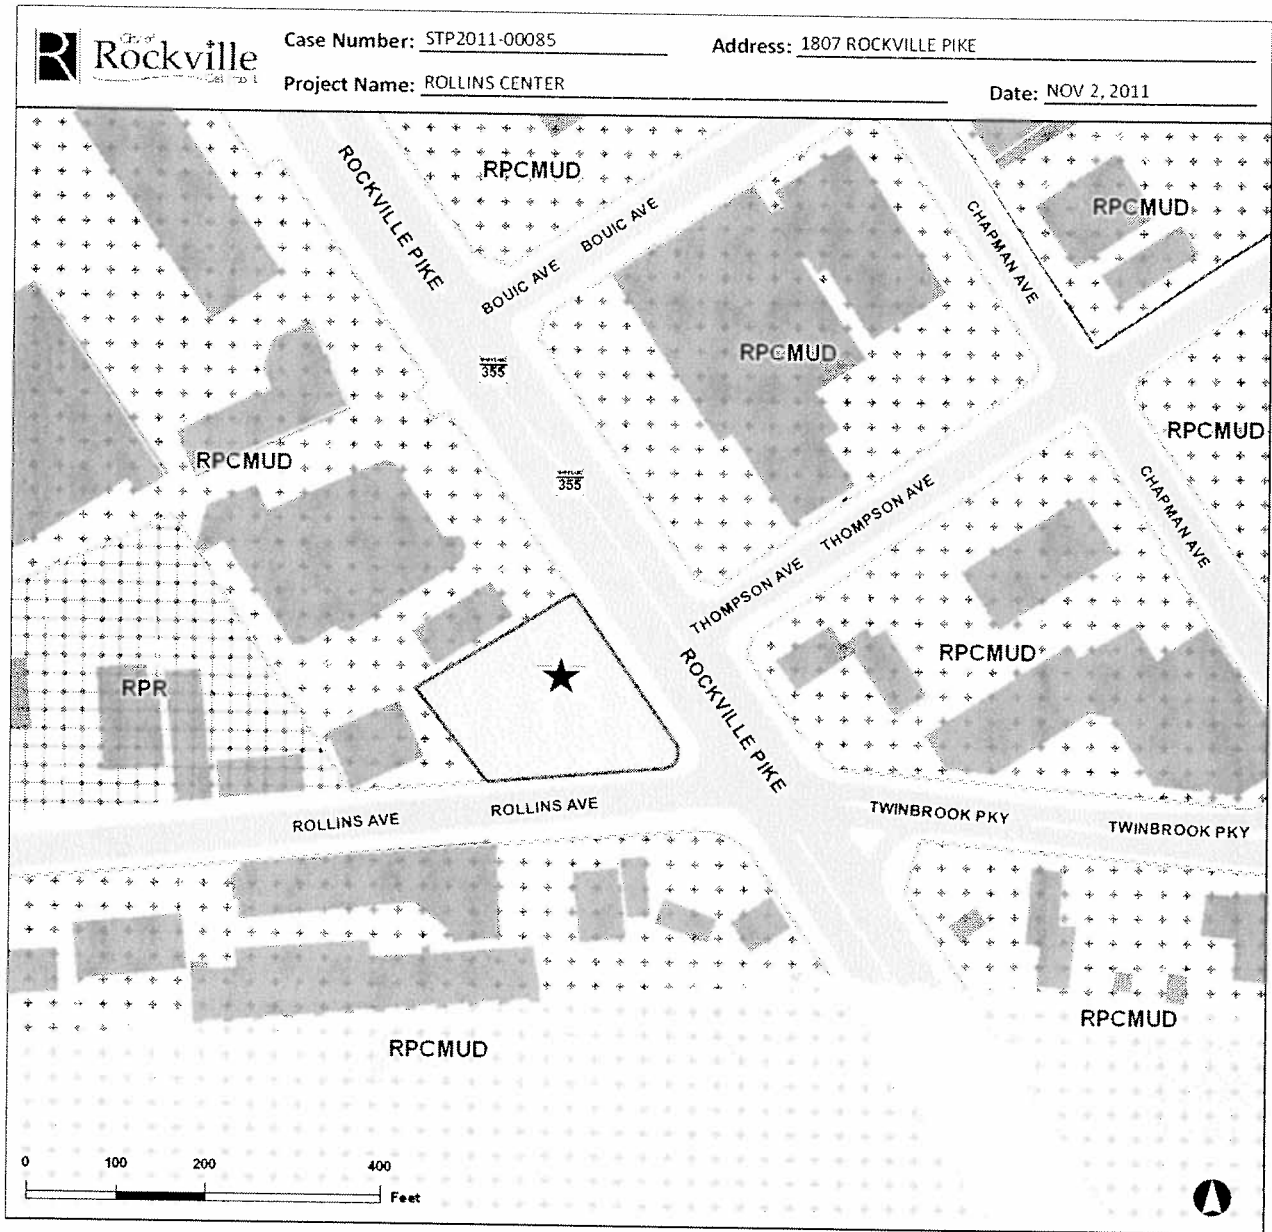 City of
Rockville
Case Number: STP2011-00085
Address: 1807 ROCKVILLE PIKE
Project Name: ROLLINS CENTER
Date: NOV 2, 2011
ROCKVILLE PIKE
RPCMUD
BOUIC AVE
BOUIC AVE
CHAPMAN AVE
RPCMUD
355
RPCMUD
RPCMUD
RPCMUD
355
THOMPSON AVE
THOMPSON AVE
CHAPMAN AVE
RPR
ROCKVILLE PIKE
RPCMUD
ROLLINS AVE
ROLLINS AVE
TWINBROOK PKY
TWINBROOK PKY
RPCMUD
RPCMUD
0 100 200 400
Feet